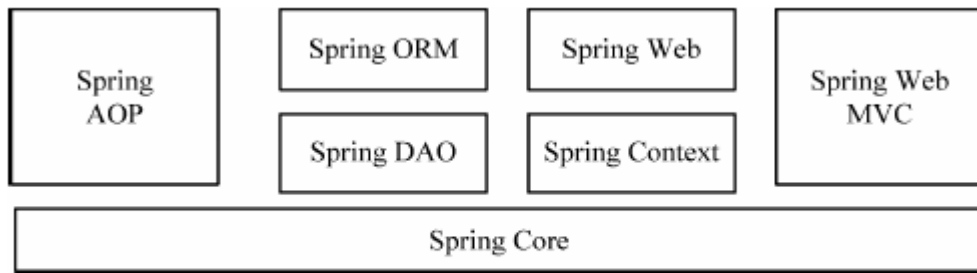 Spring
AOP
Spring ORM
Spring Web
Spring Web
MVC
Spring DAO
Spring Context
Spring Core